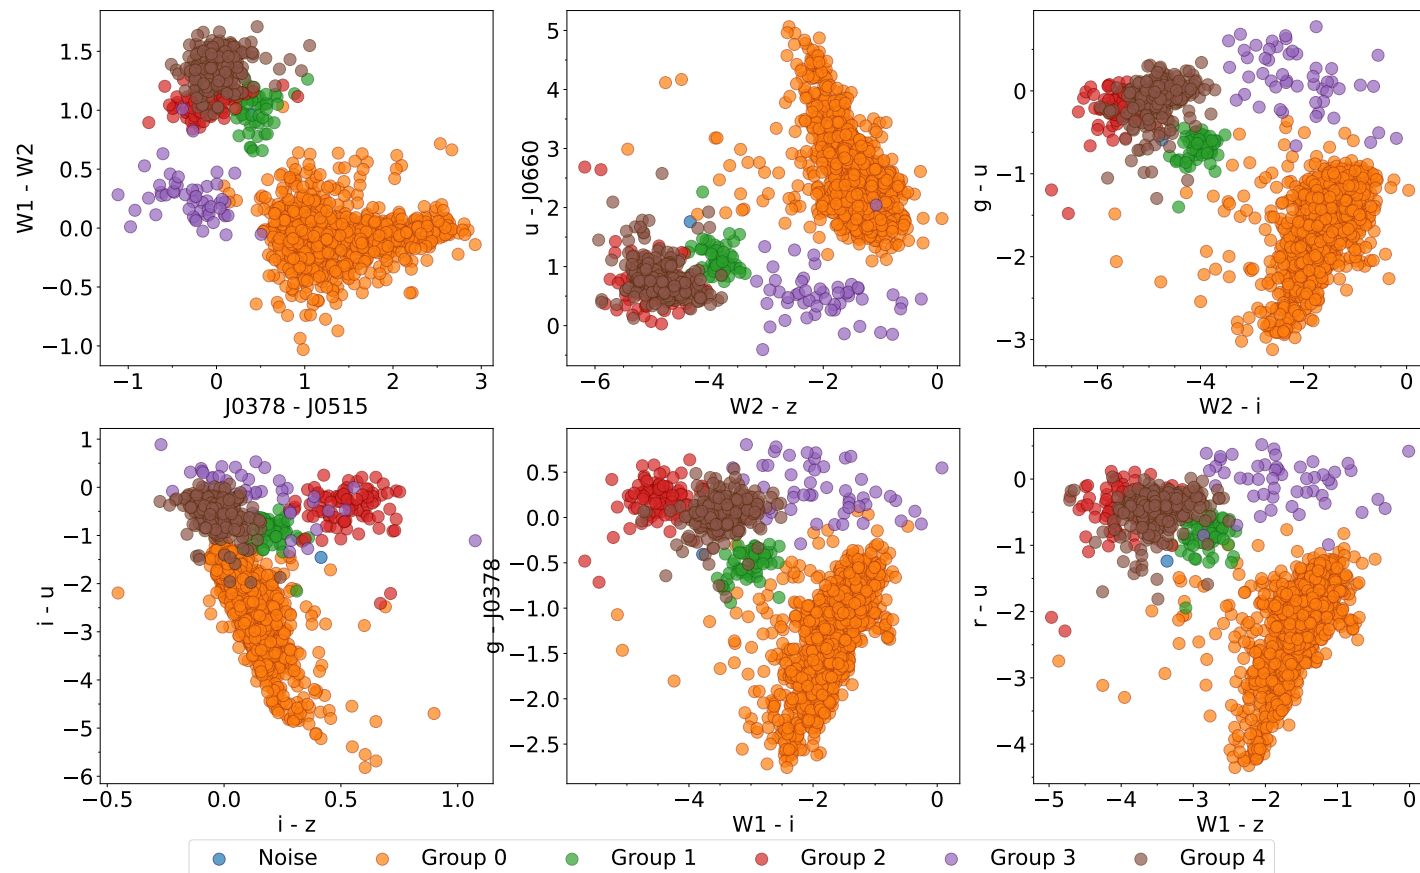 1.5
1.0
0.5
0.0
−0.5
−1.0
W1 - W2
−1 0 1 2 3
J0378 - J0515
5
4
3
2
1
0
u - J0660
−6 −4 −2 0
W2 - z
0
−1
−2
−3
g - u
−6 −4 −2 0
W2 - i
1
0
−1
−2
−3
−4
−5
−6
i - u
−0.5 0.0 0.5 1.0
i - z
0.5
0.0
−0.5
−1.0
−1.5
−2.0
−2.5
g - J0378
−4 −2 0
W1 - i
0
−1
−2
−3
−4
r - u
−5 −4 −3 −2 −1 0
W1 - z
Noise Group 0 Group 1 Group 2 Group 3 Group 4